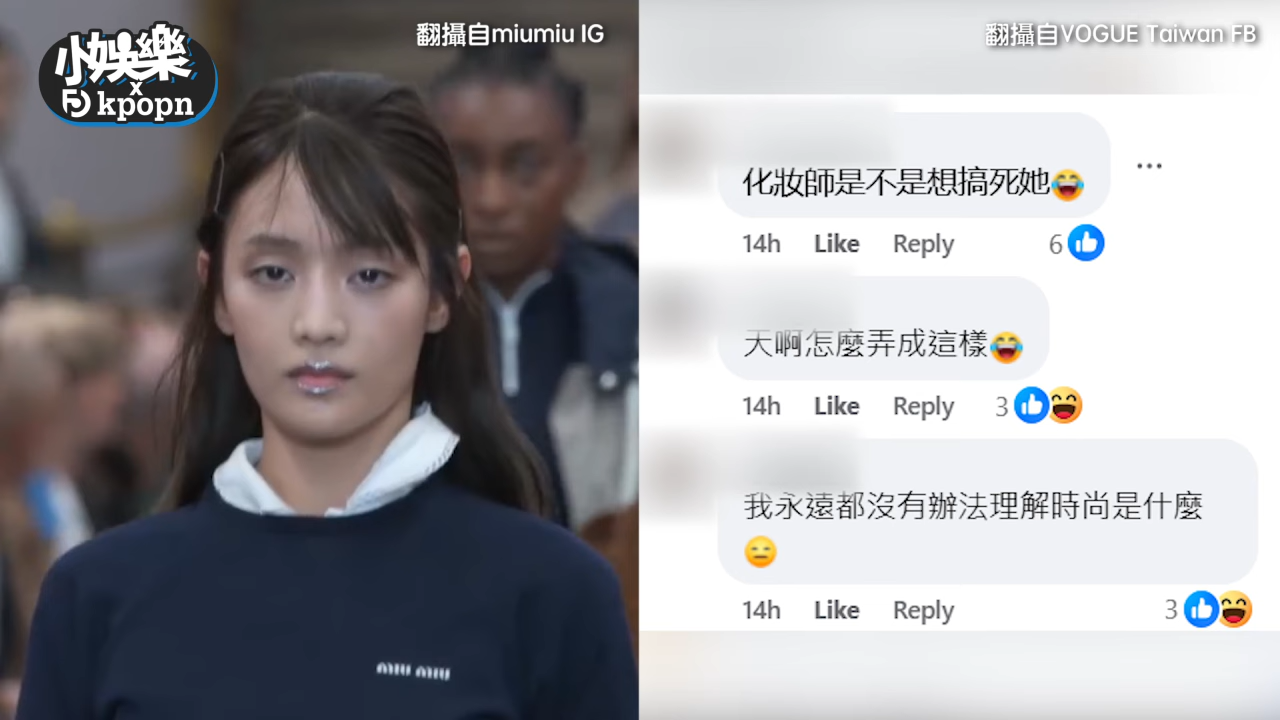 小娛樂
x
kpopn
翻攝自miumiu IG
MIU MIU
翻攝自VOGUE Taiwan FB
化妝師是不是想搞死她😂
14h Like Reply 6
天啊怎麼弄成這樣😂
14h Like Reply 3
我永遠都沒有辦法理解時尚是什麼
😑
14h Like Reply 3